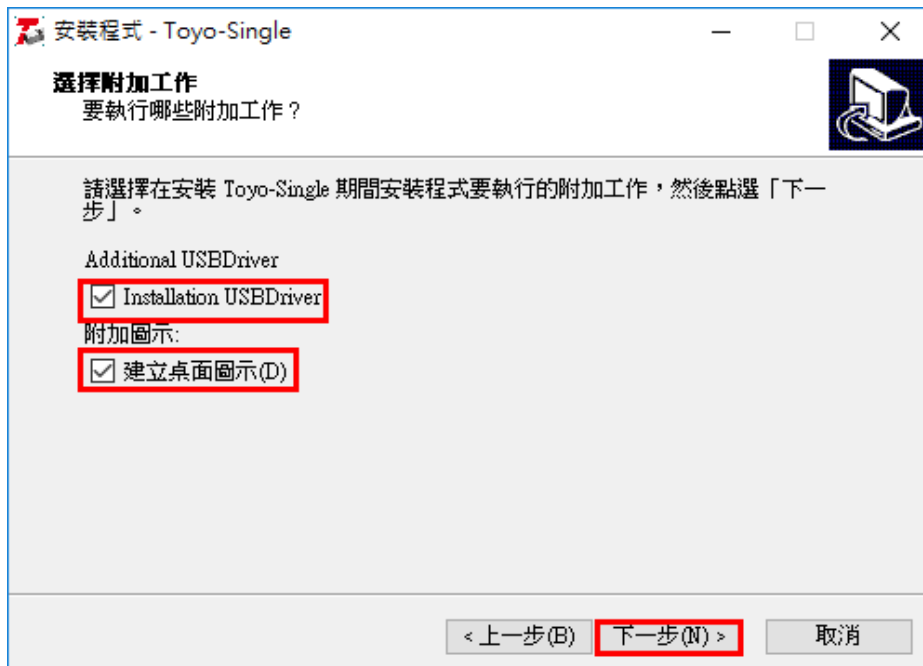 安裝程式 - Toyo-Single
選擇附加工作
要執行哪些附加工作？
請選擇在安裝 Toyo-Single 期間安裝程式要執行的附加工作，然後點選「下一
步」。
Additional USBDriver
Installation USBDriver
附加圖示:
建立桌面圖示(D)
< 上一步(B)
下一步(N) >
取消